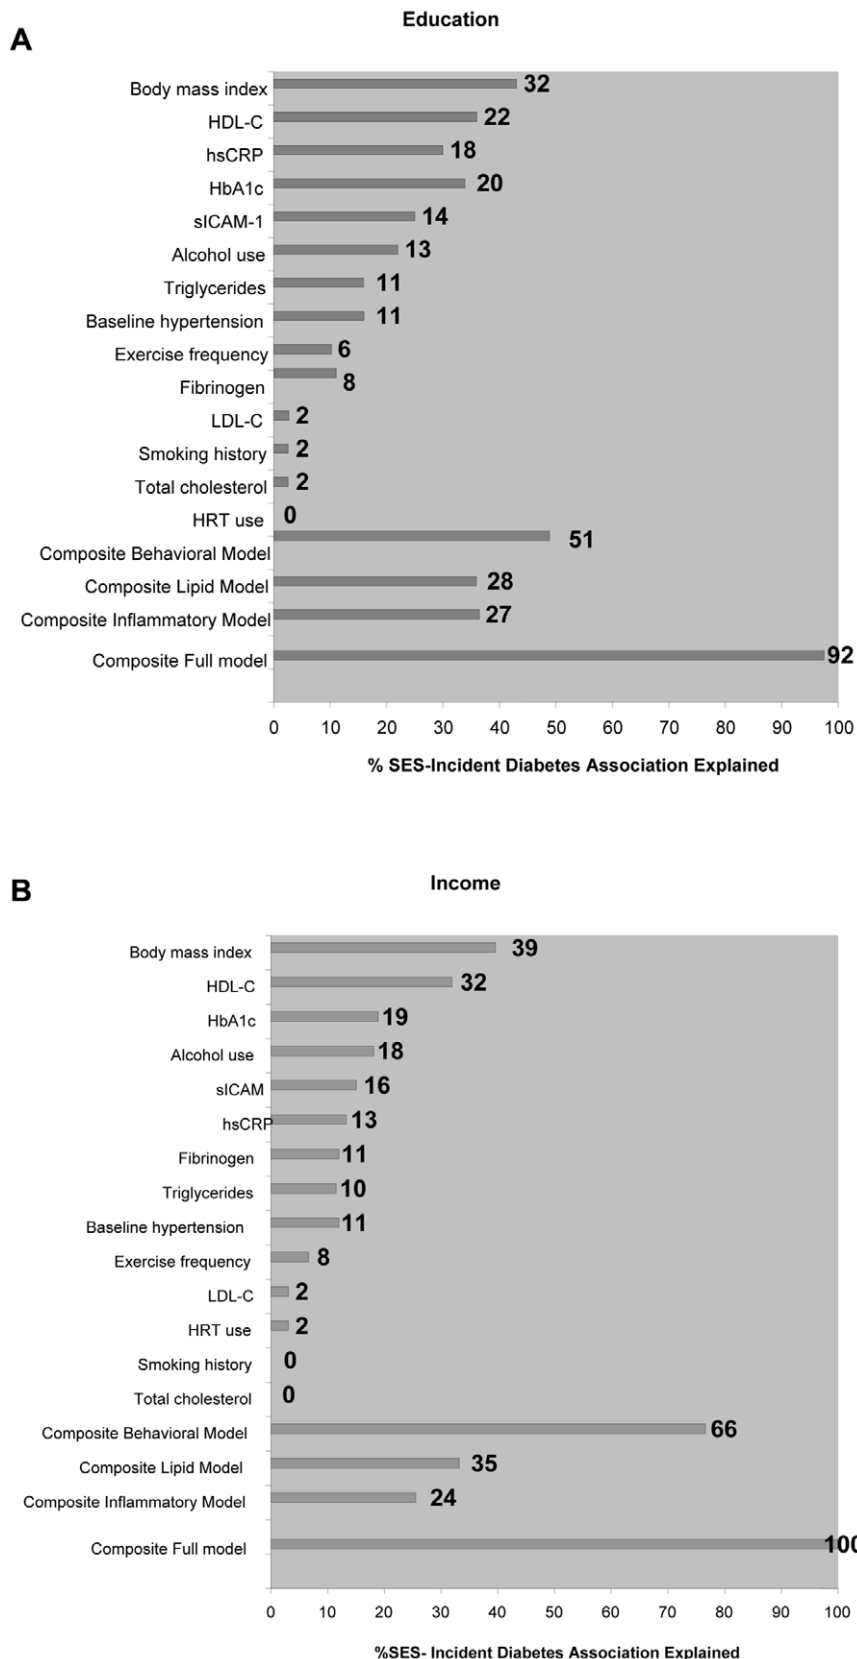 Education
A
Body mass index 32
HDL-C 22
hsCRP 18
HbA1c 20
sICAM-1 14
Alcohol use 13
Triglycerides 11
Baseline hypertension 11
Exercise frequency 6
Fibrinogen 8
LDL-C 2
Smoking history 2
Total cholesterol 2
HRT use 0
Composite Behavioral Model 51
Composite Lipid Model 28
Composite Inflammatory Model 27
Composite Full model 92
0 10 20 30 40 50 60 70 80 90 100
% SES-Incident Diabetes Association Explained
Income
B
Body mass index 39
HDL-C 32
HbA1c 19
Alcohol use 18
sICAM 16
hsCRP 13
Fibrinogen 11
Triglycerides 10
Baseline hypertension 11
Exercise frequency 8
LDL-C 2
HRT use 2
Smoking history 0
Total cholesterol 0
Composite Behavioral Model 66
Composite Lipid Model 35
Composite Inflammatory Model 24
Composite Full model 100
0 10 20 30 40 50 60 70 80 90 100
%SES- Incident Diabetes Association Explained